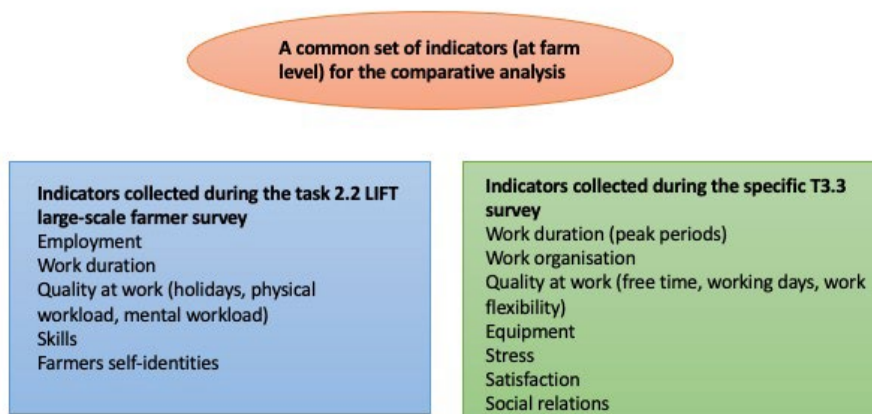 A common set of indicators (at farm
level) for the comparative analysis
Indicators collected during the task 2.2 LIFT
large-scale farmer survey
Employment
Work duration
Quality at work (holidays, physical
workload, mental workload)
Skills
Farmers self-identities
Indicators collected during the specific T3.3
survey
Work duration (peak periods)
Work organisation
Quality at work (free time, working days, work
flexibility)
Equipment
Stress
Satisfaction
Social relations